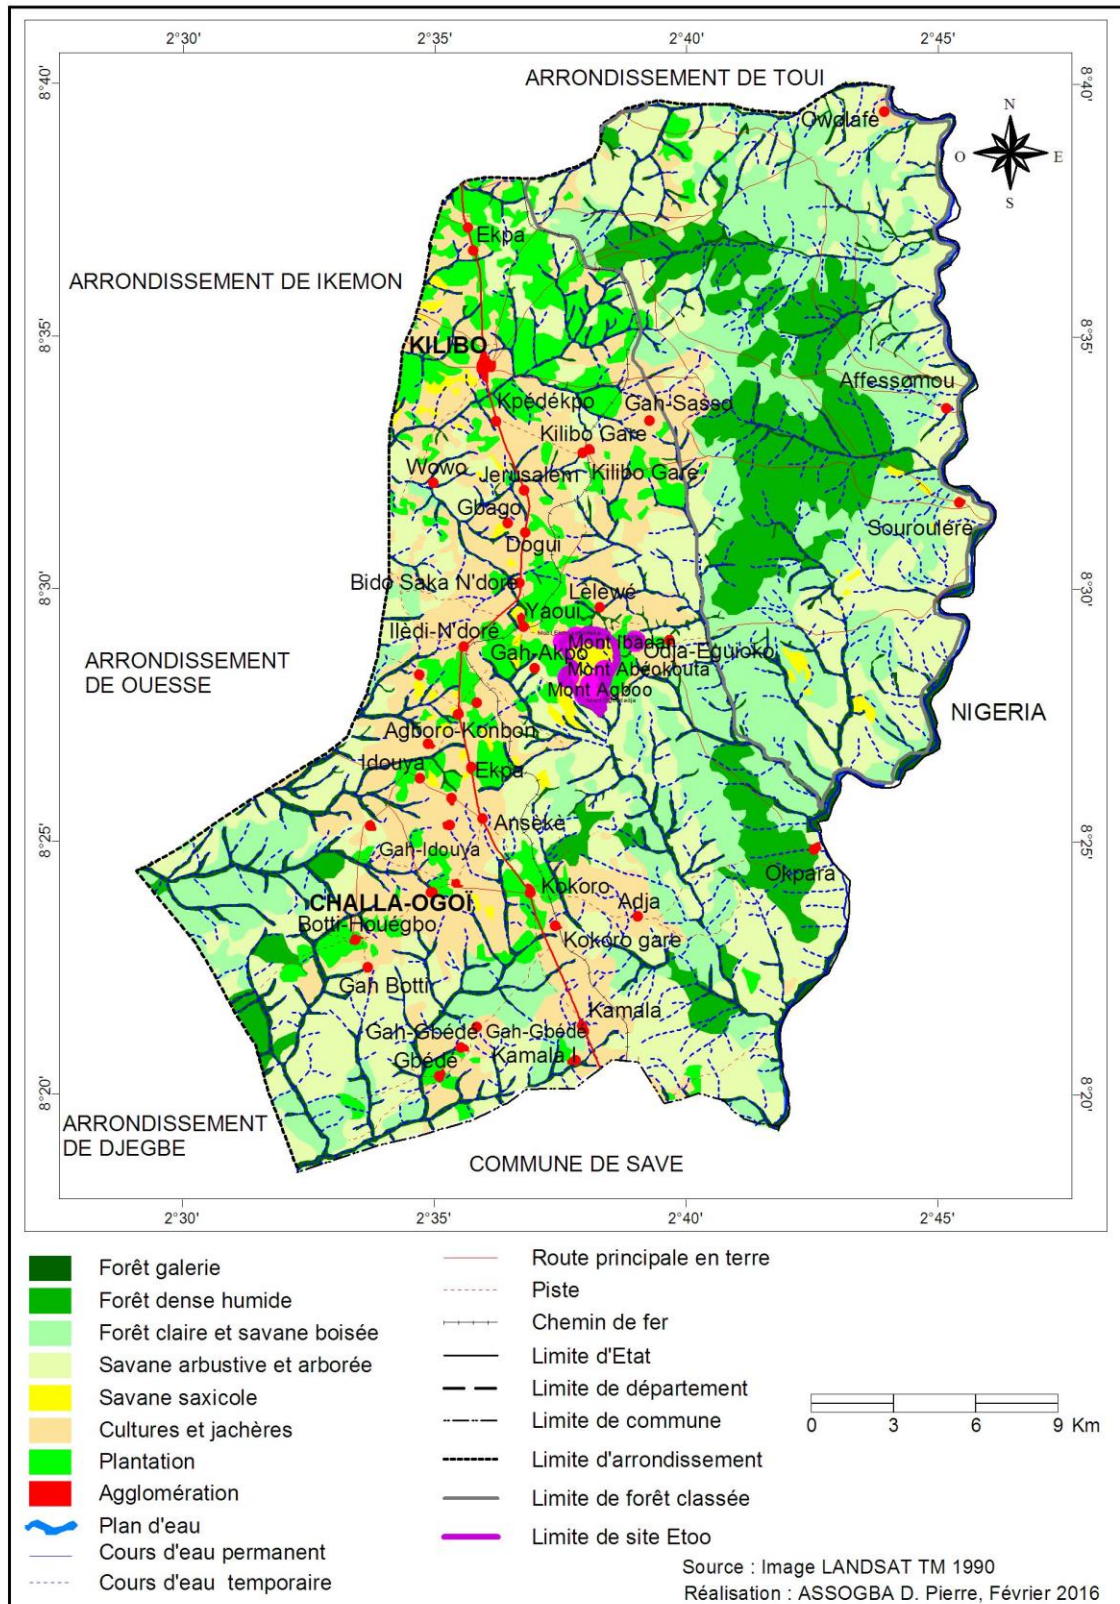 2°30'
2°35'
2°40'
2°45'
8°40'
8°40'
ARRONDISSEMENT DE TOUI
Owolafè
N
O
E
S
Ekpa
ARRONDISSEMENT DE IKEMON
8°35'
8°35'
KILIBO
Affessomou
Kpédékpo
Gah-Sasso
Kilibo Gare
Wowo
Jerusalem
Kilibo Gare
Gbago
Souroulèrè
Dogui
8°30'
8°30'
Bido Saka N'doré
Lèlèwé
Yaoui
Ilèdi-N'doré
Mont Ibadan
Gah-Akpo
Odja-Eguioko
ARRONDISSEMENT
DE OUESSE
Mont Abéokouta
Mont Agboo
NIGERIA
Agboro-Konbon
Idouya
Ekpa
8°25'
8°25'
Ansèkè
Gah-Idouya
Okpara
Kokoro
CHALLA-OGOÏ
Adja
Botti-Houégbo
Kokoro gare
Gah Botti
Kamala
Gah-Gbédé
Gah-Gbédé
Gbédé
Kamala I
8°20'
8°20'
ARRONDISSEMENT
DE DJEGBE
COMMUNE DE SAVE
2°30'
2°35'
2°40'
2°45'
Forêt galerie
Forêt dense humide
Forêt claire et savane boisée
Savane arbustive et arborée
Savane saxicole
Cultures et jachères
Plantation
Agglomération
Plan d'eau
Cours d'eau permanent
Cours d'eau temporaire
Route principale en terre
Piste
Chemin de fer
Limite d'Etat
Limite de département
Limite de commune
Limite d'arrondissement
Limite de forêt classée
Limite de site Etoo
0 3 6 9 Km
Source : Image LANDSAT TM 1990
Réalisation : ASSOGBA D. Pierre, Février 2016